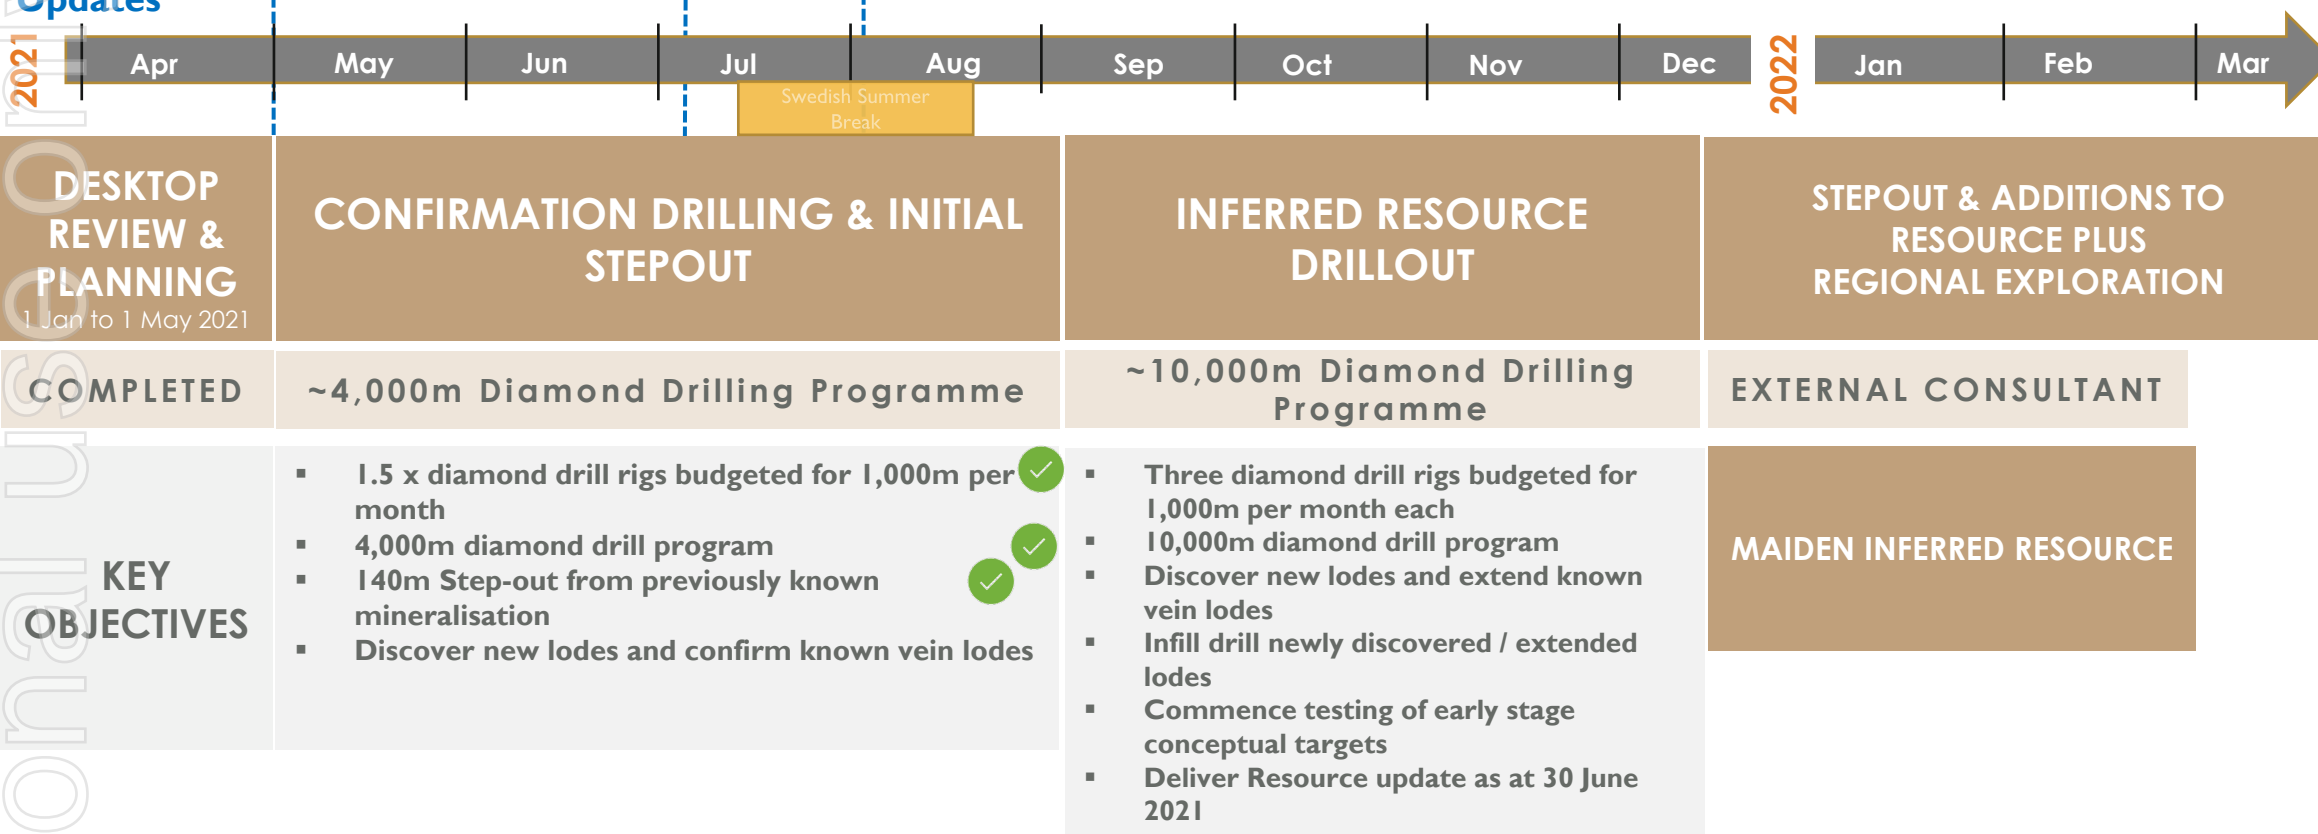 Updates
2021
Apr
May
Jun
Jul
Aug
Sep
Oct
Nov
Dec
2022
Jan
Feb
Mar
Swedish Summer
Break
DESKTOP
REVIEW &
PLANNING
1 Jan to 1 May 2021
CONFIRMATION DRILLING & INITIAL
STEPOUT
INFERRED RESOURCE
DRILLOUT
STEPOUT & ADDITIONS TO
RESOURCE PLUS
REGIONAL EXPLORATION
COMPLETED
~4,000m Diamond Drilling Programme
~10,000m Diamond Drilling
Programme
EXTERNAL CONSULTANT
KEY
OBJECTIVES
▪ 1.5 x diamond drill rigs budgeted for 1,000m per
month
▪ 4,000m diamond drill program
▪ 140m Step-out from previously known
mineralisation
▪ Discover new lodes and confirm known vein lodes
▪ Three diamond drill rigs budgeted for
1,000m per month each
▪ 10,000m diamond drill program
▪ Discover new lodes and extend known
vein lodes
▪ Infill drill newly discovered / extended
lodes
▪ Commence testing of early stage
conceptual targets
▪ Deliver Resource update as at 30 June
2021
MAIDEN INFERRED RESOURCE
onal use on